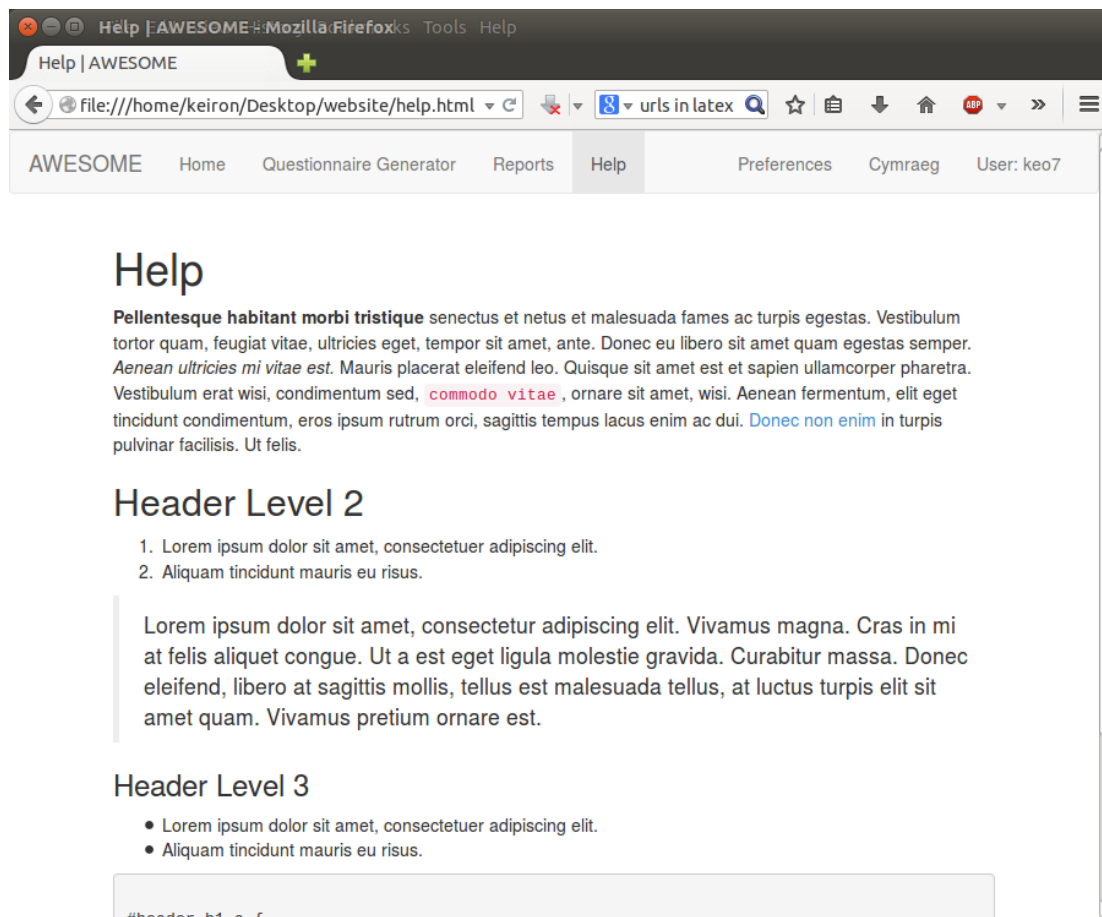 Help | AWESOME - Mozilla Firefox Tools Help
Help | AWESOME
file:///home/keiron/Desktop/website/help.html urls in latex ABP
AWESOME Home Questionnaire Generator Reports Help Preferences Cymraeg User: keo7
Help
Pellentesque habitant morbi tristique senectus et netus et malesuada fames ac turpis egestas. Vestibulum
tortor quam, feugiat vitae, ultricies eget, tempor sit amet, ante. Donec eu libero sit amet quam egestas semper.
Aenean ultricies mi vitae est. Mauris placerat eleifend leo. Quisque sit amet est et sapien ullamcorper pharetra.
Vestibulum erat wisi, condimentum sed, commodo vitae , ornare sit amet, wisi. Aenean fermentum, elit eget
tincidunt condimentum, eros ipsum rutrum orci, sagittis tempus lacus enim ac dui. Donec non enim in turpis
pulvinar facilisis. Ut felis.
Header Level 2
1. Lorem ipsum dolor sit amet, consectetuer adipiscing elit.
2. Aliquam tincidunt mauris eu risus.
Lorem ipsum dolor sit amet, consectetur adipiscing elit. Vivamus magna. Cras in mi
at felis aliquet congue. Ut a est eget ligula molestie gravida. Curabitur massa. Donec
eleifend, libero at sagittis mollis, tellus est malesuada tellus, at luctus turpis elit sit
amet quam. Vivamus pretium ornare est.
Header Level 3
• Lorem ipsum dolor sit amet, consectetuer adipiscing elit.
• Aliquam tincidunt mauris eu risus.
#header h1 a {